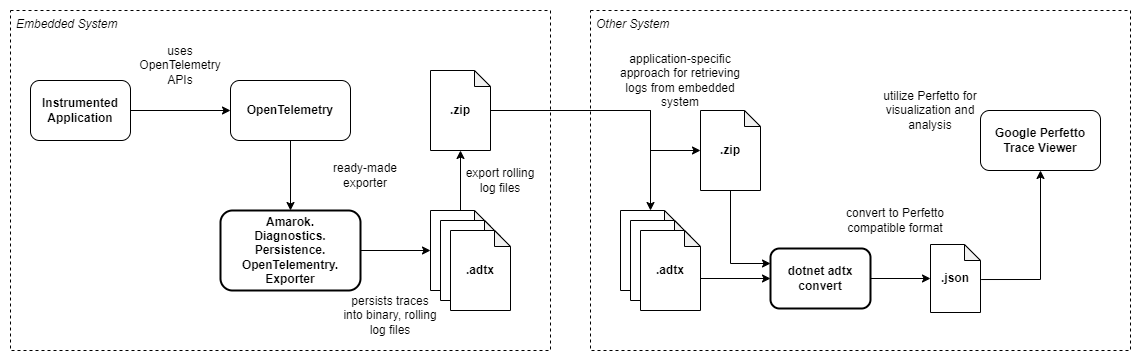 Embedded System
uses
OpenTelemetry
APIs
Instrumented
Application
OpenTelemetry
.zip
ready-made
exporter
export rolling
log files
Amarok.
Diagnostics.
Persistence.
OpenTelementry.
Exporter
.adtx
persists traces
into binary, rolling
log files
Other System
application-specific
approach for retrieving
logs from embedded
system
.zip
.adtx
utilize Perfetto for
visualization and
analysis
Google Perfetto
Trace Viewer
convert to Perfetto
compatible format
dotnet adtx
convert
.json